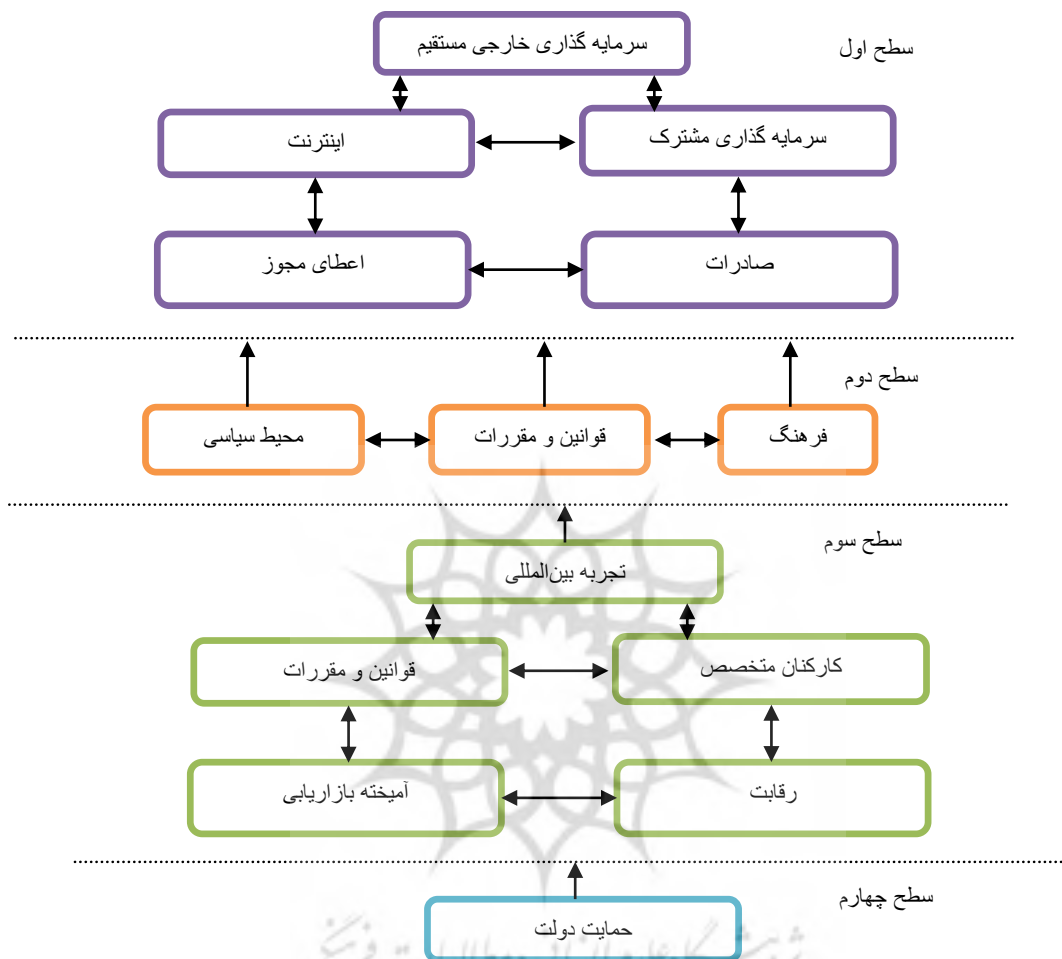 سطح اول
سرمایه گذاری خارجی مستقیم
سرمایه گذاری مشترک
اینترنت
صادرات
اعطای مجوز
سطح دوم
فرهنگ
قوانین و مقررات
محیط سیاسی
سطح سوم
تجربه بین‌المللی
کارکنان متخصص
قوانین و مقررات
رقابت
آمیخته بازاریابی
سطح چهارم
حمایت دولت